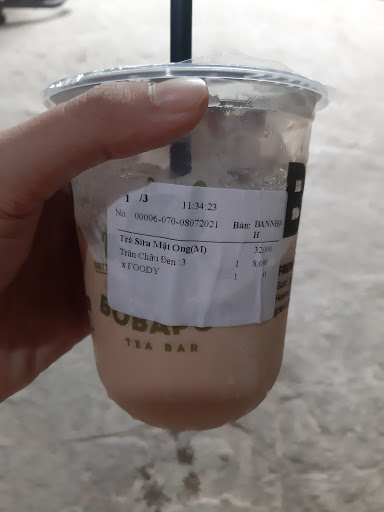 1 /3 11:34:23
No. 00006-070-08072021 Bàn: BANNHA
H
Trà Sữa Mật Ong(M) 32,000
Trân Châu Đen :3 1 8,000
x FOODY 1 0
BOBAPO
TEA BAR